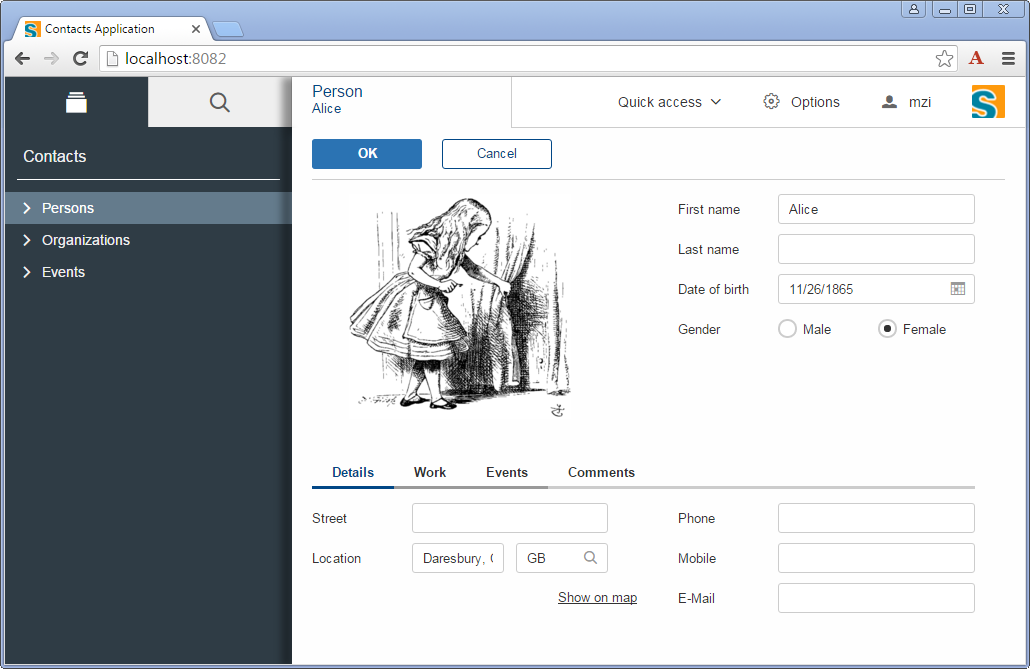 Contacts Application
localhost:8082
Person
Alice
Quick access
Options
mzi
Contacts
OK
Cancel
Persons
Organizations
Events
First name
Alice
Last name
Date of birth
11/26/1865
Gender
Male
Female
Details
Work
Events
Comments
Street
Phone
Location
Daresbury,
GB
Mobile
Show on map
E-Mail